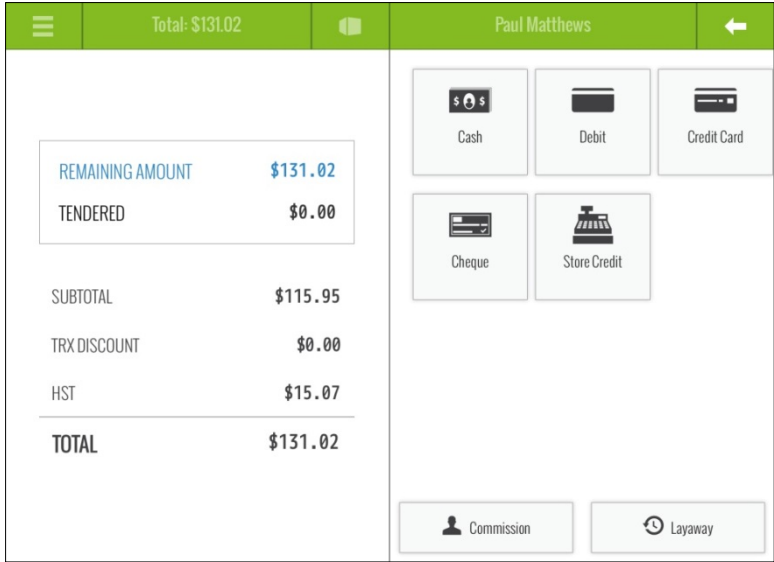 Total: $131.02
Paul Matthews
REMAINING AMOUNT $131.02
TENDERED $0.00
SUBTOTAL $115.95
TRX DISCOUNT $0.00
HST $15.07
TOTAL $131.02
$ $
Cash Debit Credit Card
Cheque Store Credit
Commission Layaway